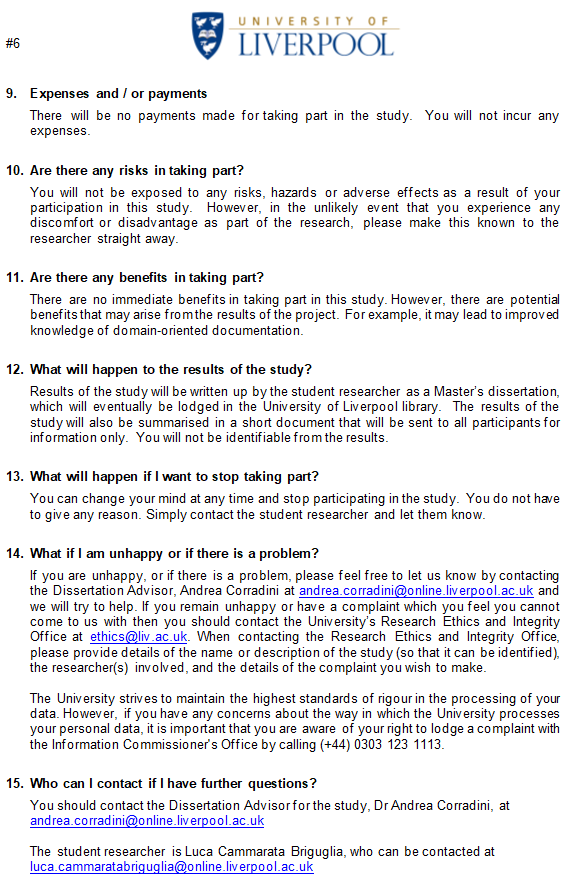 #6
UNIVERSITY OF
LIVERPOOL
9. Expenses and / or payments
There will be no payments made for taking part in the study. You will not incur any
expenses.
10. Are there any risks in taking part?
You will not be exposed to any risks, hazards or adverse effects as a result of your
participation in this study. However, in the unlikely event that you experience any
discomfort or disadvantage as part of the research, please make this known to the
researcher straight away.
11. Are there any benefits in taking part?
There are no immediate benefits in taking part in this study. However, there are potential
benefits that may arise from the results of the project. For example, it may lead to improved
knowledge of domain-oriented documentation.
12. What will happen to the results of the study?
Results of the study will be written up by the student researcher as a Master's dissertation,
which will eventually be lodged in the University of Liverpool library. The results of the
study will also be summarised in a short document that will be sent to all participants for
information only. You will not be identifiable from the results.
13. What will happen if I want to stop taking part?
You can change your mind at any time and stop participating in the study. You do not have
to give any reason. Simply contact the student researcher and let them know.
14. What if I am unhappy or if there is a problem?
If you are unhappy, or if there is a problem, please feel free to let us know by contacting
the Dissertation Advisor, Andrea Corradini at andrea.corradini@online.liverpool.ac.uk and
we will try to help. If you remain unhappy or have a complaint which you feel you cannot
come to us with then you should contact the University's Research Ethics and Integrity
Office at ethics@liv.ac.uk. When contacting the Research Ethics and Integrity Office,
please provide details of the name or description of the study (so that it can be identified),
the researcher(s) involved, and the details of the complaint you wish to make.
The University strives to maintain the highest standards of rigour in the processing of your
data. However, if you have any concerns about the way in which the University processes
your personal data, it is important that you are aware of your right to lodge a complaint with
the Information Commissioner's Office by calling (+44) 0303 123 1113.
15. Who can I contact if I have further questions?
You should contact the Dissertation Advisor for the study, Dr Andrea Corradini, at
andrea.corradini@online.liverpool.ac.uk
The student researcher is Luca Cammarata Briguglia, who can be contacted at
luca.cammaratabriguglia@online.liverpool.ac.uk